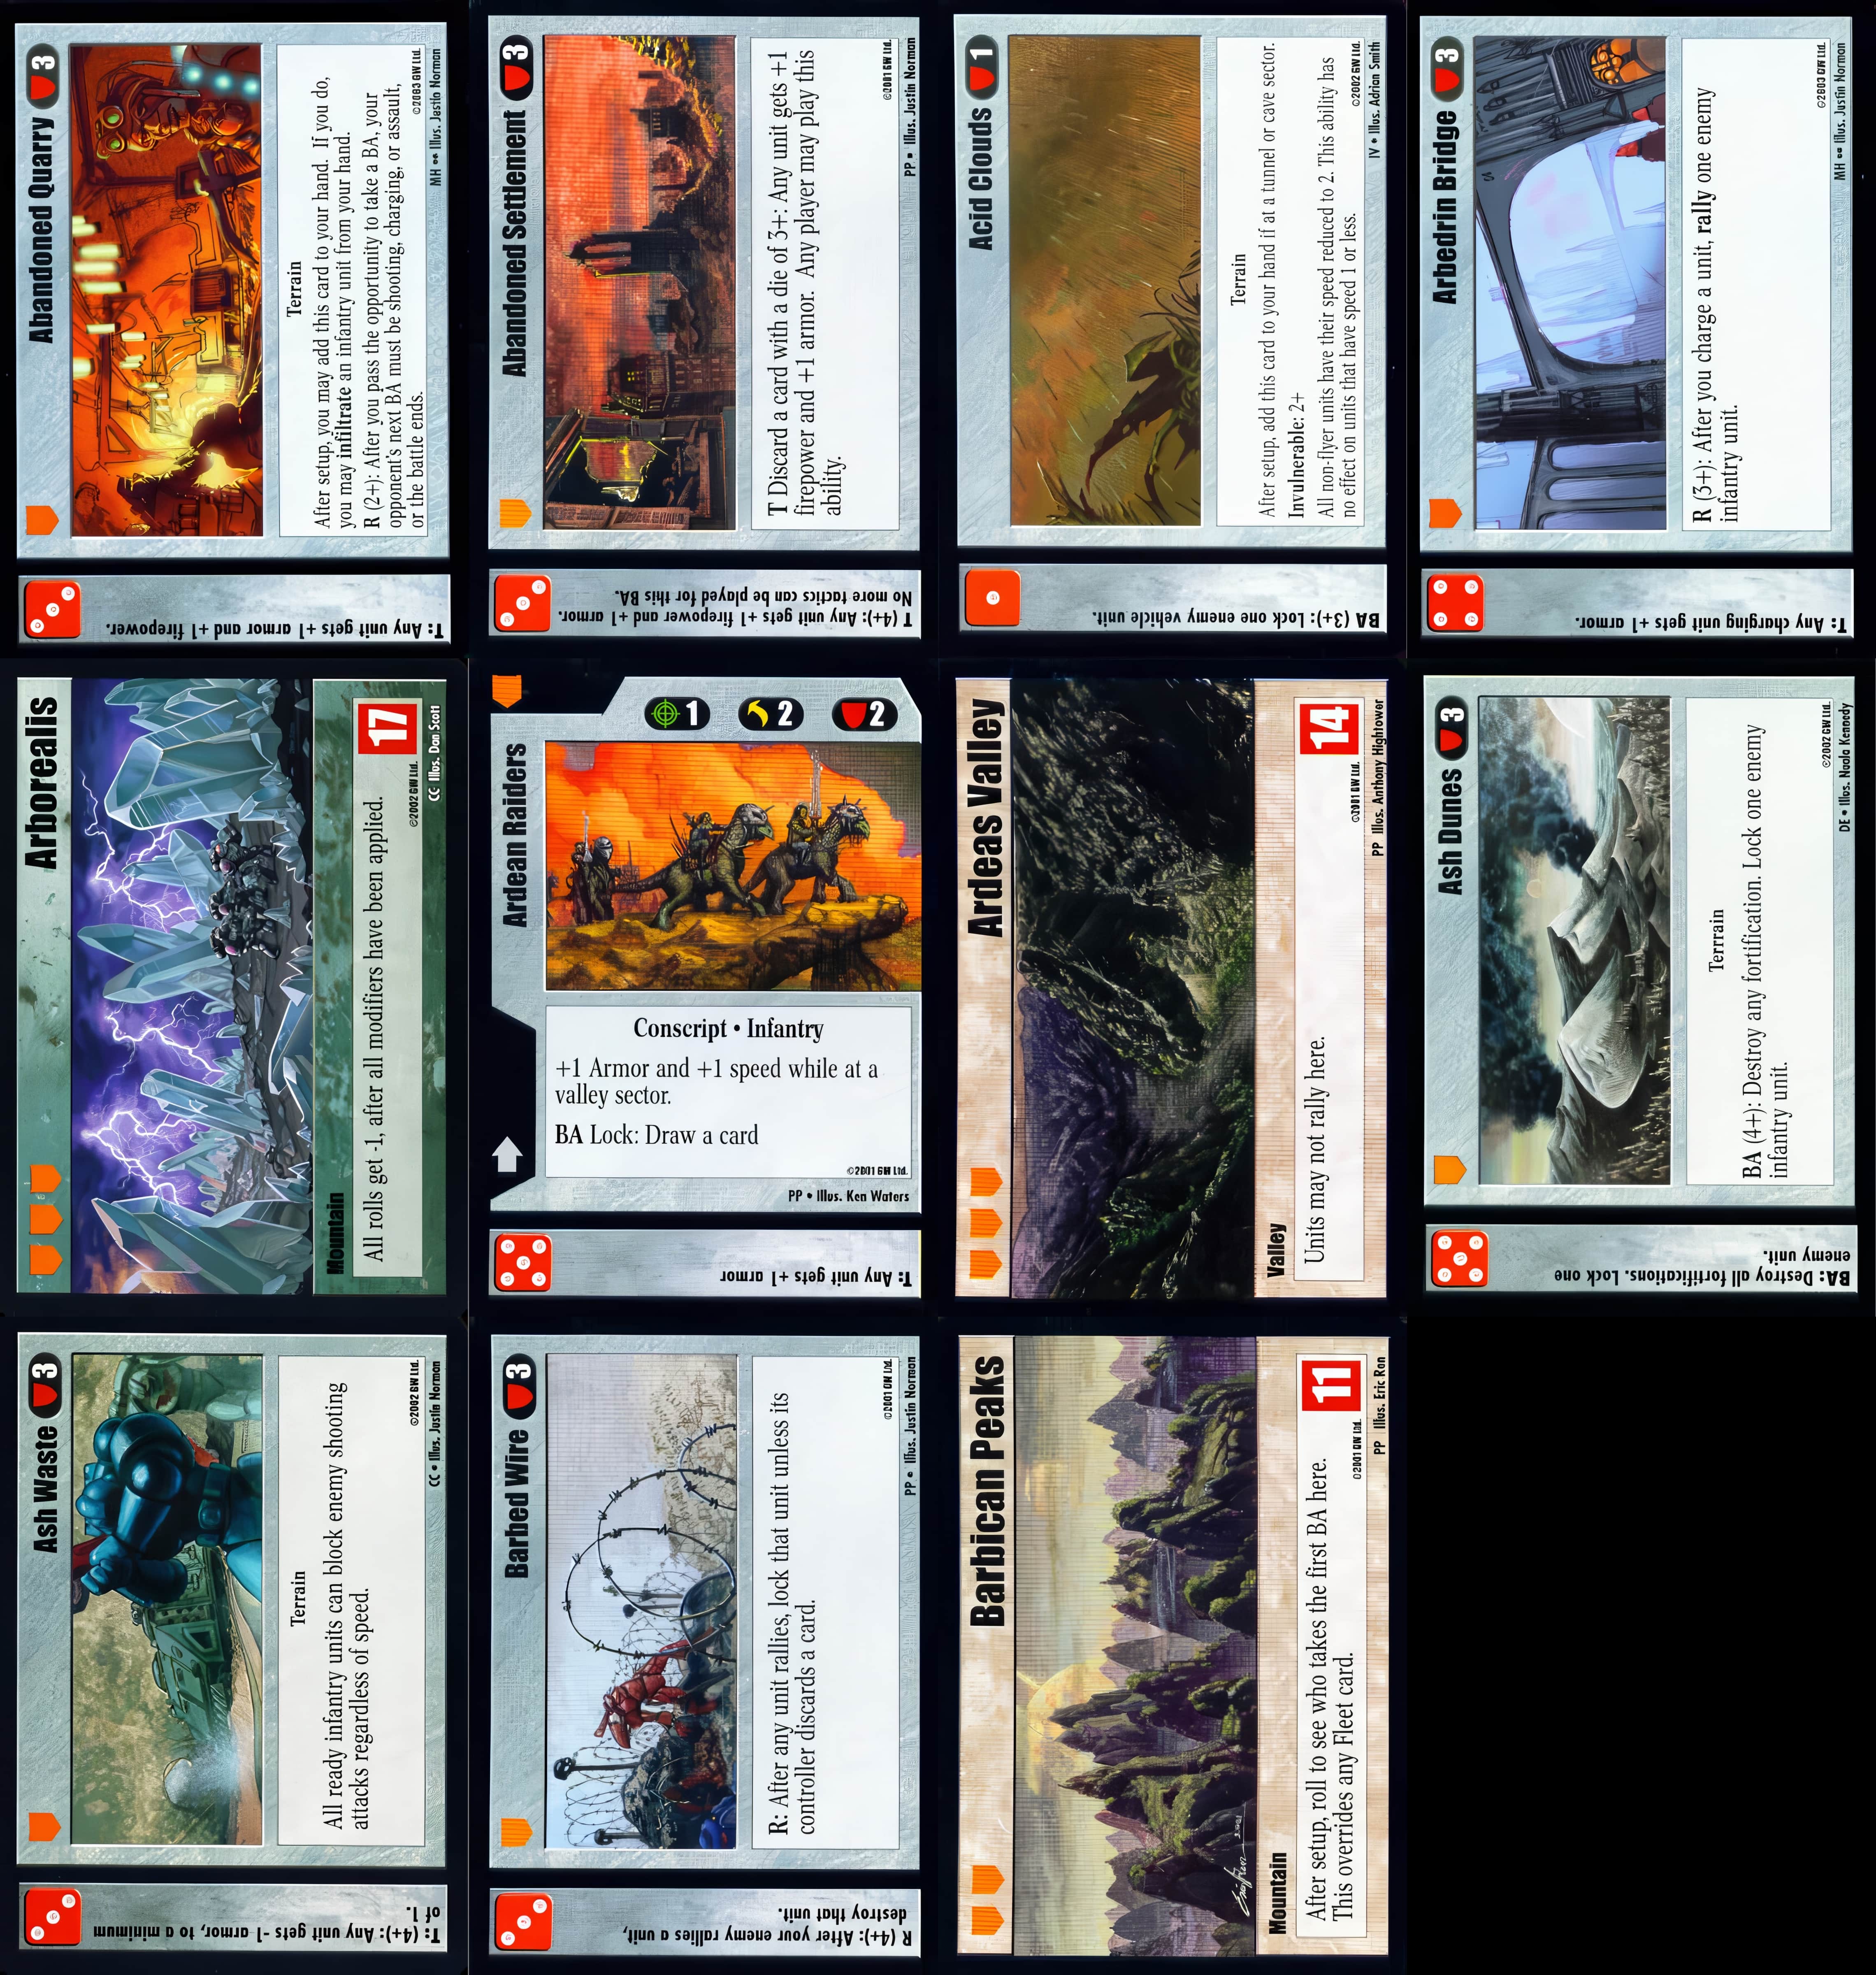 Abandoned Quarry
3
Terrain
After setup, you may add this card to your hand. If you do,
you may infiltrate an infantry unit from your hand.
R (2+): After you pass the opportunity to take a BA, your
opponent's next BA must be shooting, charging, or assault,
or the battle ends.
©2003 GW Ltd.
MH •• Illus. Justin Norman
T: Any unit gets +1 armor and +1 firepower.
Abandoned Settlement
3
T Discard a card with a die of 3+: Any unit gets +1
firepower and +1 armor. Any player may play this
ability.
©2001 GW Ltd.
PP • Illus. Justin Norman
T (4+): Any unit gets +1 firepower and +1 armor.
No more tactics can be played for this BA.
Acid Clouds
1
Terrain
After setup, add this card to your hand if at a tunnel or cave sector.
Invulnerable: 2+
All non-flyer units have their speed reduced to 2. This ability has
no effect on units that have speed 1 or less.
©2002 GW Ltd.
IV • Illus. Adrian Smith
BA (3+): Lock one enemy vehicle unit.
Arbedrin Bridge
3
R (3+): After you charge a unit, rally one enemy
infantry unit.
©2003 GW Ltd.
MH •• Illus. Justin Norman
T: Any charging unit gets +1 armor.
Arborealis
Mountain
All rolls get -1, after all modifiers have been applied.
17
©2002 GW Ltd.
CC Illus. Dan Scott
Ardean Raiders
1
2
2
Conscript • Infantry
+1 Armor and +1 speed while at a
valley sector.
BA Lock: Draw a card
©2001 GW Ltd.
PP • Illus. Ken Waters
T: Any unit gets +1 armor
Ardeas Valley
Valley
Units may not rally here.
14
©2001 GW Ltd.
PP Illus. Anthony Hightower
Ash Dunes
3
Terrain
BA (4+): Destroy any fortification. Lock one enemy
infantry unit.
©2002 GW Ltd.
DE • Illus. Naala Kennedy
BA: Destroy all fortifications. Lock one
enemy unit.
Ash Waste
3
Terrain
All ready infantry units can block enemy shooting
attacks regardless of speed.
©2002 GW Ltd.
CC • Illus. Justin Norman
T: (4+): Any unit gets -1 armor, to a minimum
of 1.
Barbed Wire
3
R: After any unit rallies, lock that unit unless its
controller discards a card.
©2001 GW Ltd.
PP • Illus. Justin Norman
R (4+): After your enemy rallies a unit,
destroy that unit.
Barbican Peaks
Mountain
After setup, roll to see who takes the first BA here.
This overrides any Fleet card.
11
©2001 GW Ltd.
PP Illus. Eric Ren